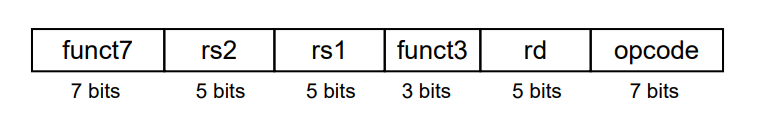 funct7 rs2 rs1 funct3 rd opcode
7 bits 5 bits 5 bits 3 bits 5 bits 7 bits